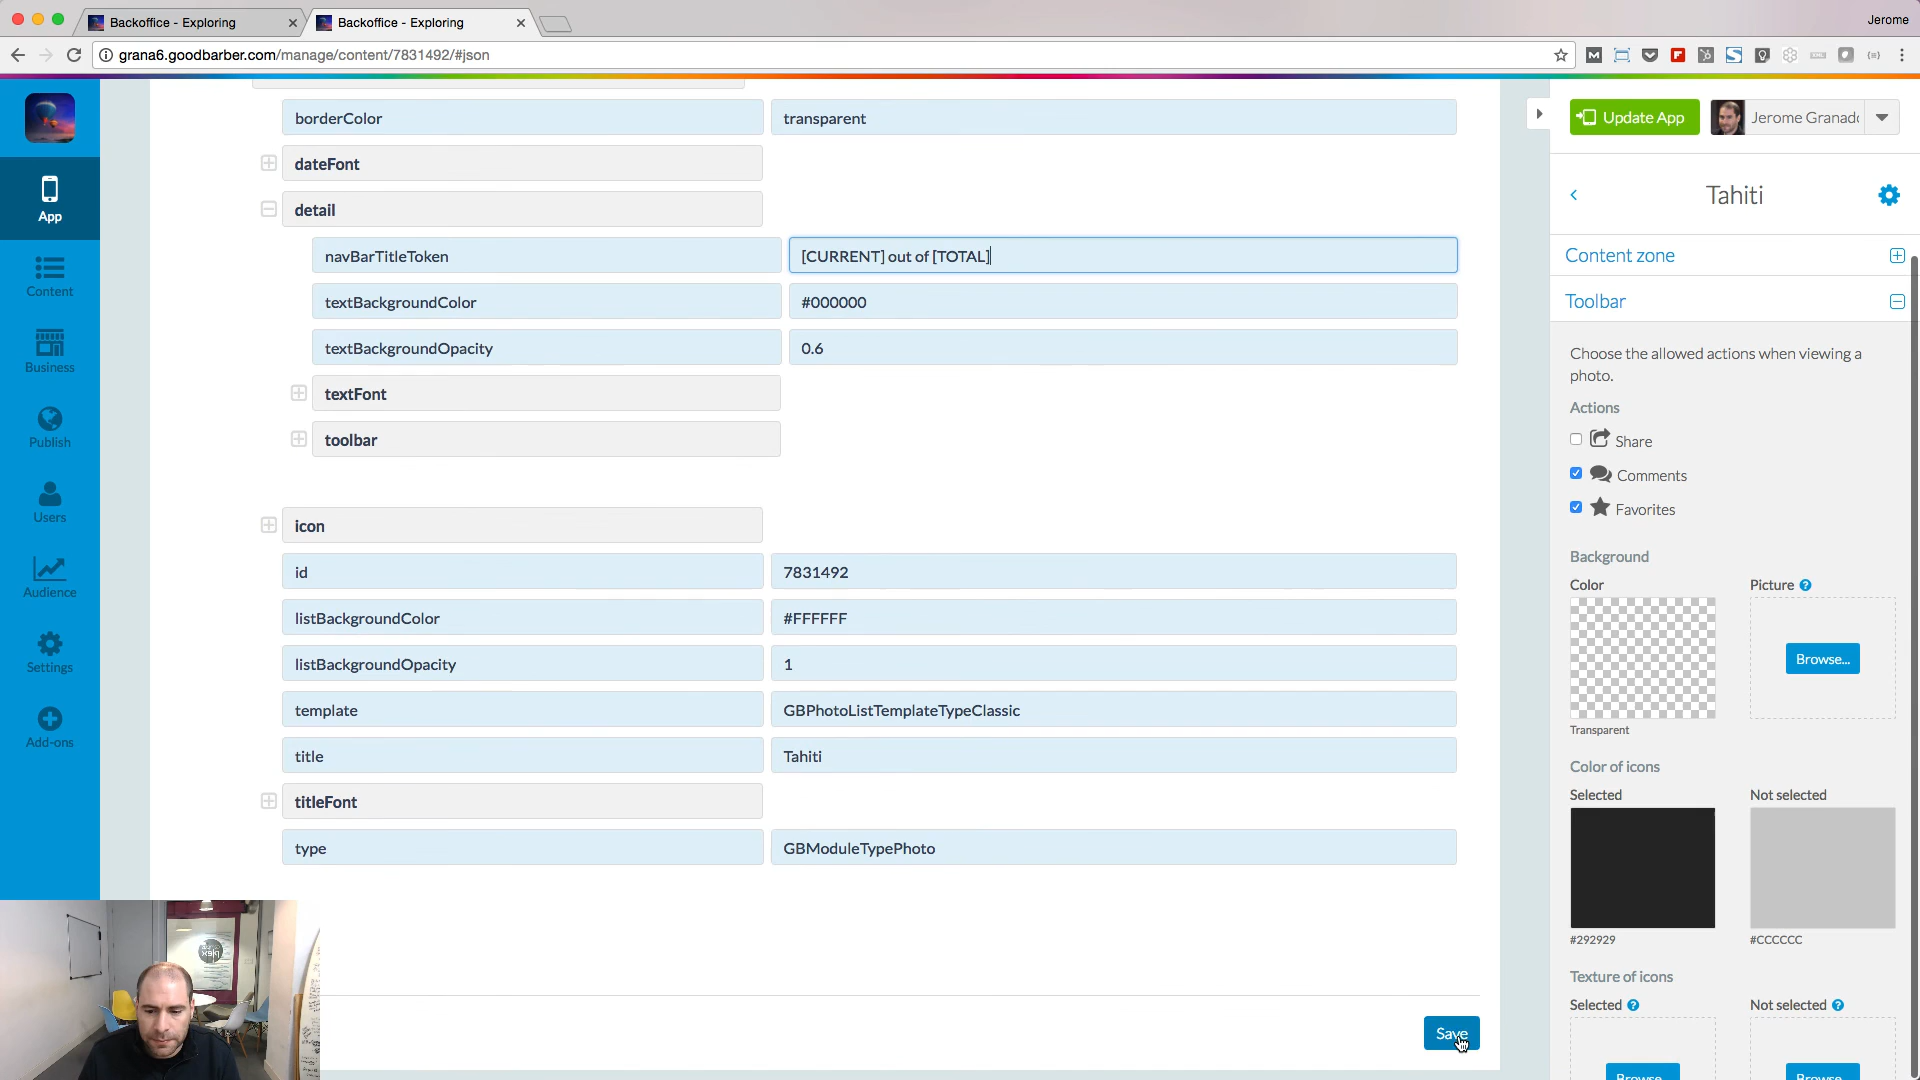 Backoffice - Exploring
Backoffice - Exploring
Jerome
grana6.goodbarber.com/manage/content/7831492/#json
App
Content
Business
Publish
Users
Audience
Settings
Add-ons
borderColor transparent
dateFont
detail
navBarTitleToken [CURRENT] out of [TOTAL]
textBackgroundColor #000000
textBackgroundOpacity 0.6
textFont
toolbar
icon
id 7831492
listBackgroundColor #FFFFFF
listBackgroundOpacity 1
template GBPhotoListTemplateTypeClassic
title Tahiti
titleFont
type GBModuleTypePhoto
Save
Update App
Jerome Granad
Tahiti
Content zone
Toolbar
Choose the allowed actions when viewing a
photo.
Actions
Share
Comments
Favorites
Background
Color Picture
Browse...
Transparent
Color of icons
Selected Not selected
#292929 #CCCCCC
Texture of icons
Selected Not selected
Browse... Browse...